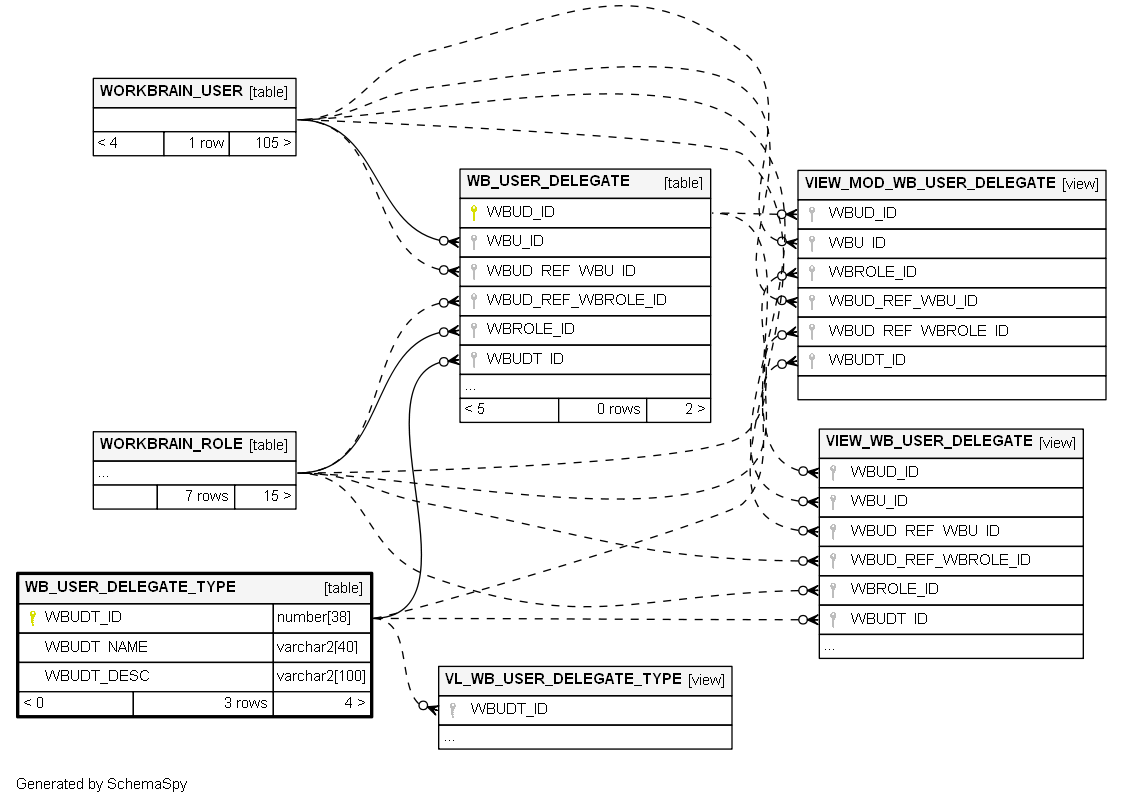 WORKBRAIN_USER [table]
< 4 1 row 105 >
WB_USER_DELEGATE [table]
WBUD_ID
WBU_ID
WBUD_REF_WBU_ID
WBUD_REF_WBROLE_ID
WBROLE_ID
WBUDT_ID
...
< 5 0 rows 2 >
VIEW_MOD_WB_USER_DELEGATE [view]
WBUD_ID
WBU_ID
WBROLE_ID
WBUD_REF_WBU_ID
WBUD_REF_WBROLE_ID
WBUDT_ID
WORKBRAIN_ROLE [table]
...
7 rows 15 >
VIEW_WB_USER_DELEGATE [view]
WBUD_ID
WBU_ID
WBUD_REF_WBU_ID
WBUD_REF_WBROLE_ID
WBROLE_ID
WBUDT_ID
...
WB_USER_DELEGATE_TYPE [table]
WBUDT_ID number[38]
WBUDT_NAME varchar2[40]
WBUDT_DESC varchar2[100]
< 0 3 rows 4 >
VL_WB_USER_DELEGATE_TYPE [view]
WBUDT_ID
...
Generated by SchemaSpy